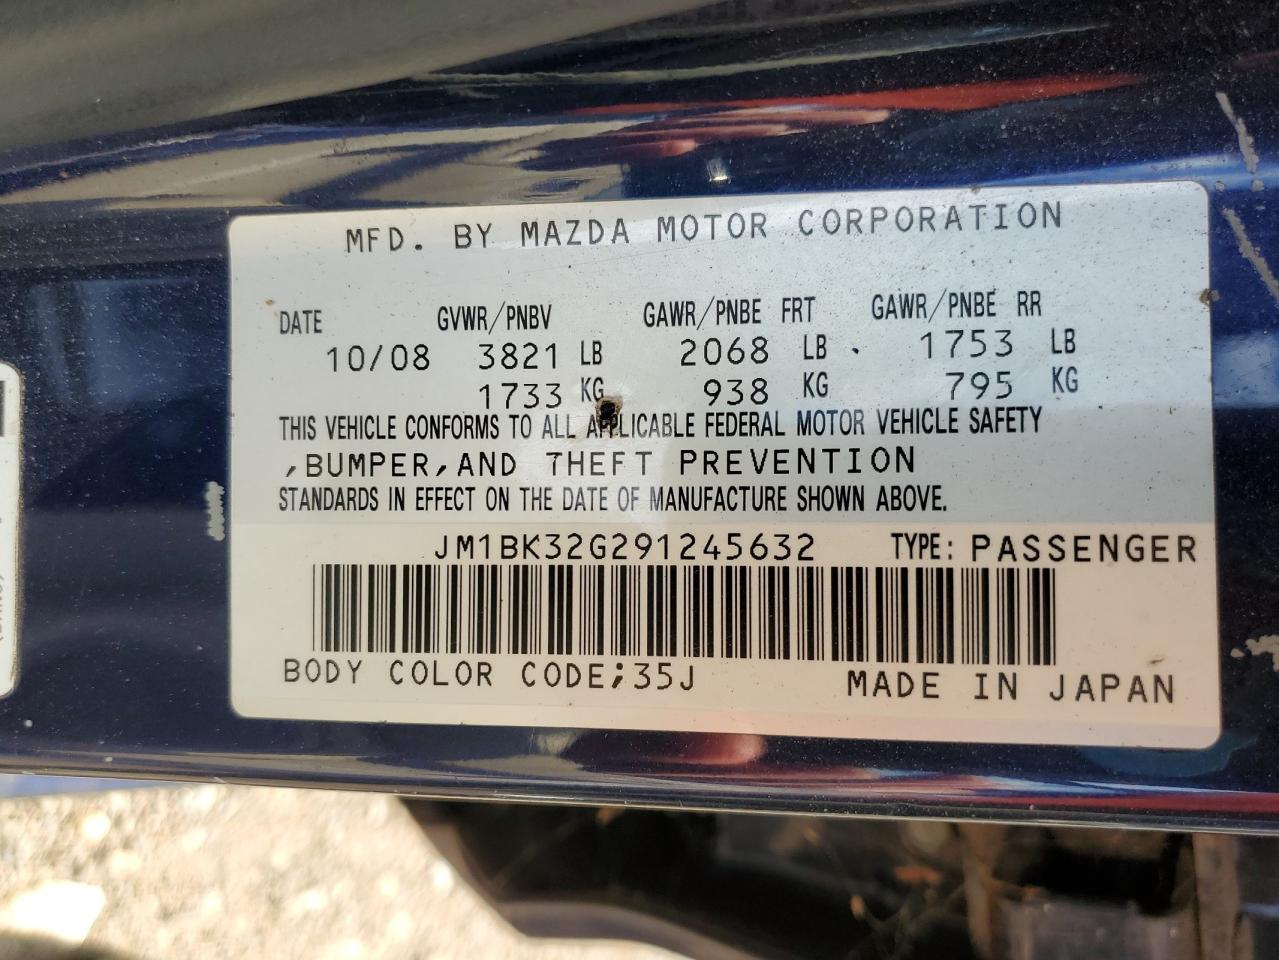 MFD. BY MAZDA MOTOR CORPORATION
DATE GVWR/PNBV GAWR/PNBE FRT GAWR/PNBE RR
10/08 3821 LB 2068 LB 1753 LB
1733 KG 938 KG 795 KG
THIS VEHICLE CONFORMS TO ALL APPLICABLE FEDERAL MOTOR VEHICLE SAFETY
,BUMPER,AND THEFT PREVENTION
STANDARDS IN EFFECT ON THE DATE OF MANUFACTURE SHOWN ABOVE.
JM1BK32G291245632 TYPE: PASSENGER
BODY COLOR CODE;35J MADE IN JAPAN